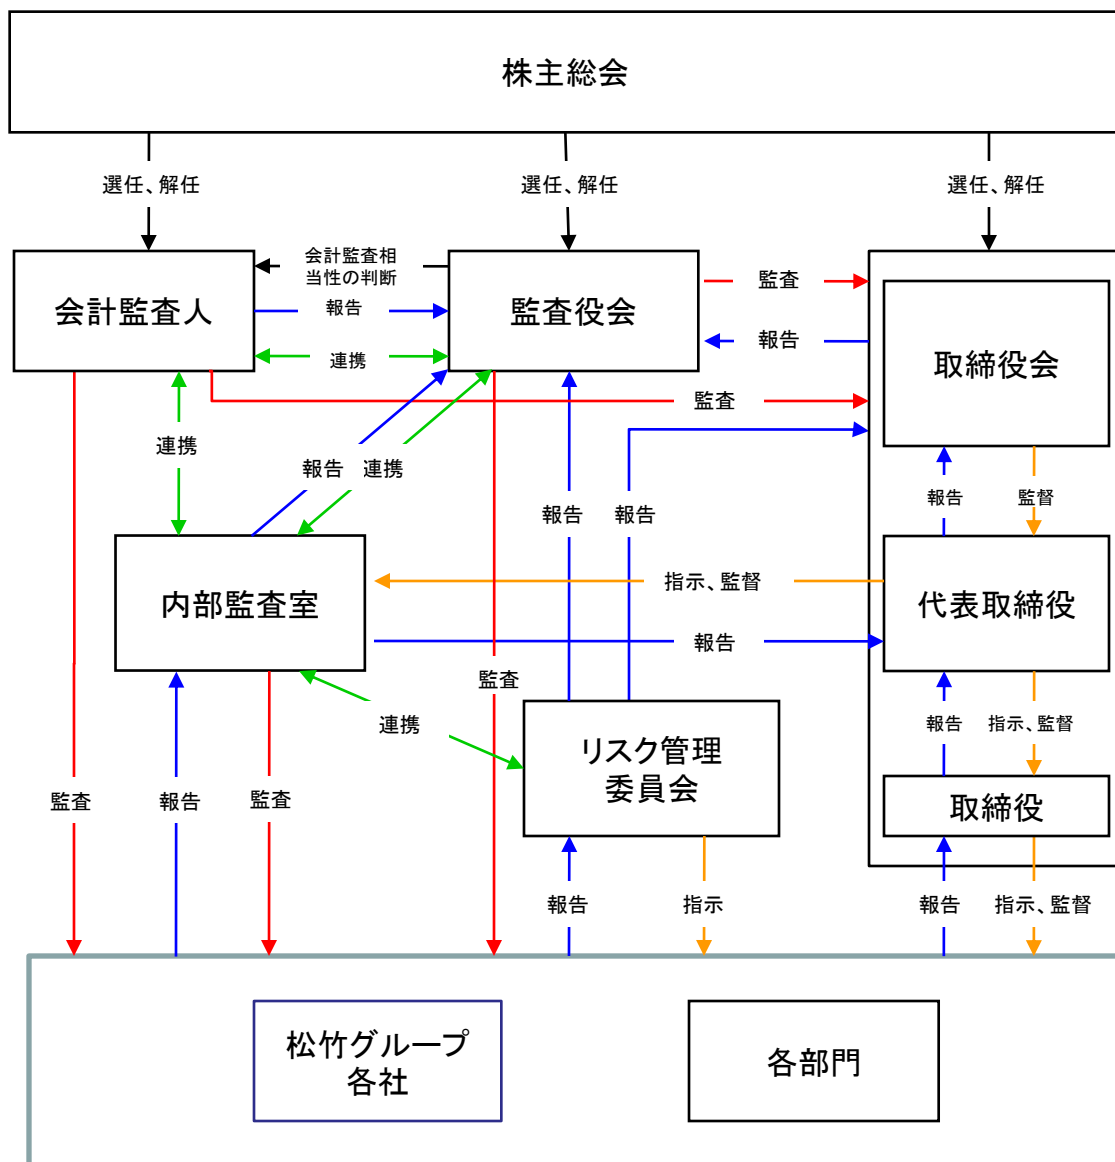 株主総会
選任、解任
選任、解任
選任、解任
会計監査人
会計監査相
当性の判断
報告
連携
監査役会
監査
報告
監査
取締役会
連携
報告
連携
報告
報告
報告
監督
内部監査室
指示、監督
報告
代表取締役
監査
連携
リスク管理
委員会
報告
指示、監督
取締役
監査
報告
監査
報告
指示
報告
指示、監督
松竹グループ
各社
各部門